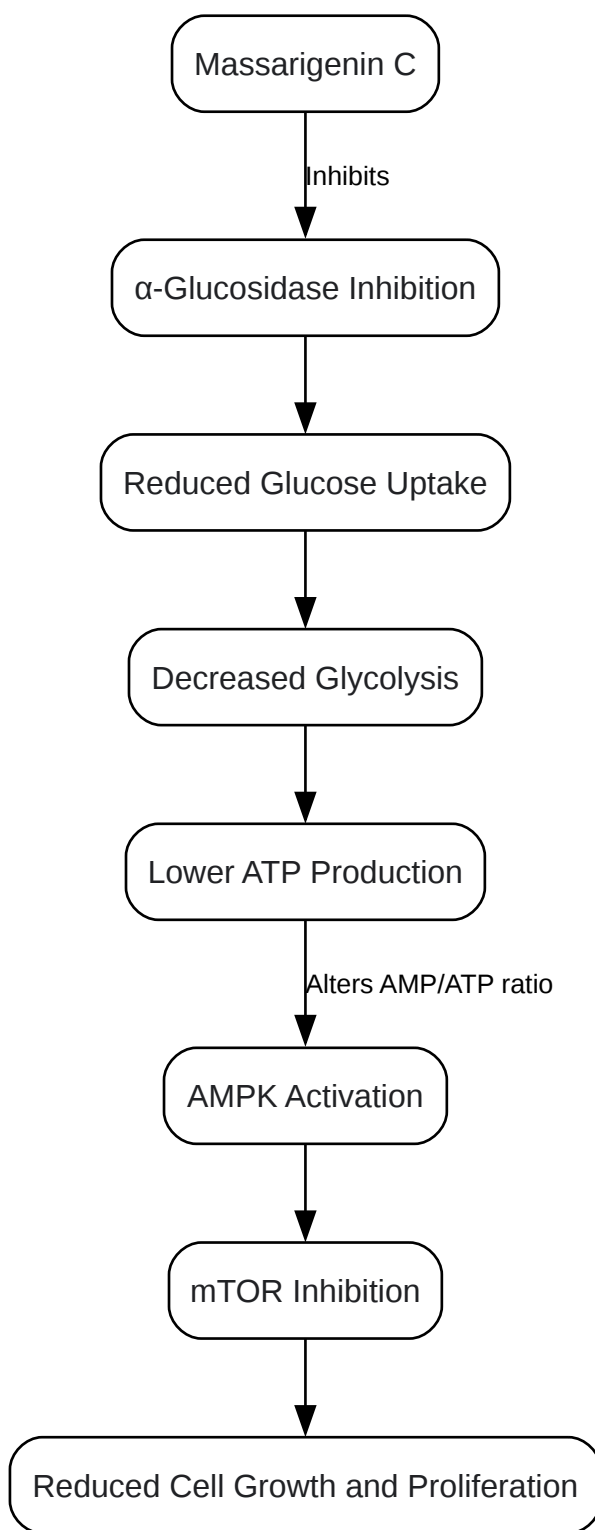 Massarigenin C
Inhibits
α-Glucosidase Inhibition
Reduced Glucose Uptake
Decreased Glycolysis
Lower ATP Production
Alters AMP/ATP ratio
AMPK Activation
mTOR Inhibition
Reduced Cell Growth and Proliferation